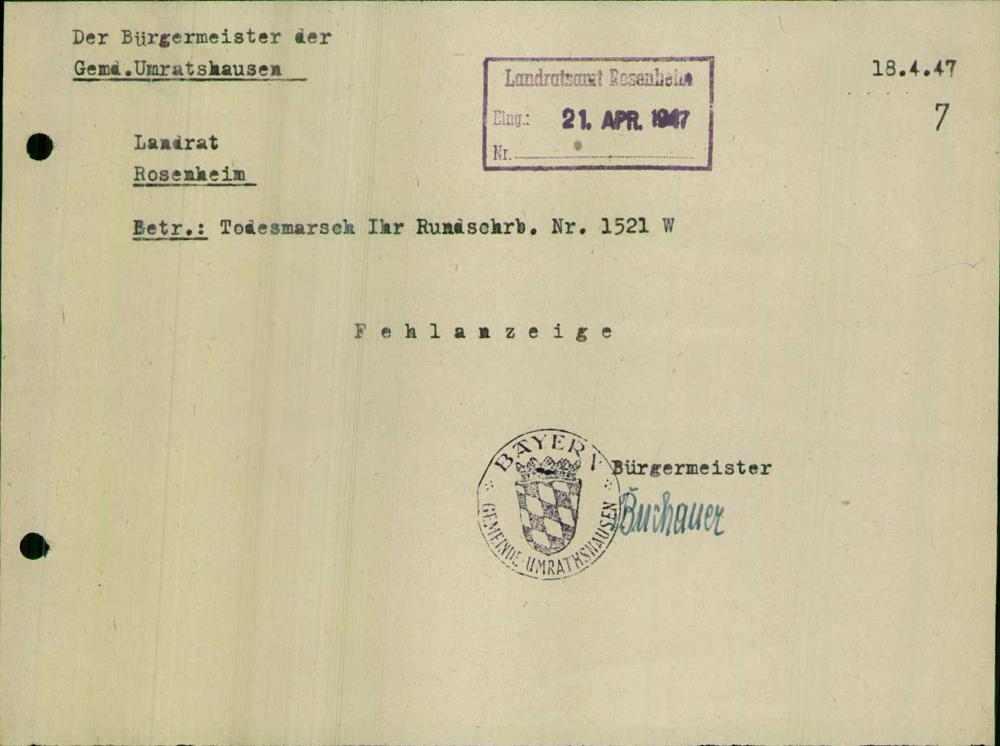 Der Bürgermeister der
Gemd.Umratshausen
18.4.47
7
Landratsamt Rosenheim
Eing.: 21. APR. 1947
Nr.
Landrat
Rosenheim
Betr.: Todesmarsch Ihr Rundschrb. Nr. 1521 W
Fehlanzeige
BAYERN
GEMEINDE UMRATHSHAUSEN
Bürgermeister
Buchauer